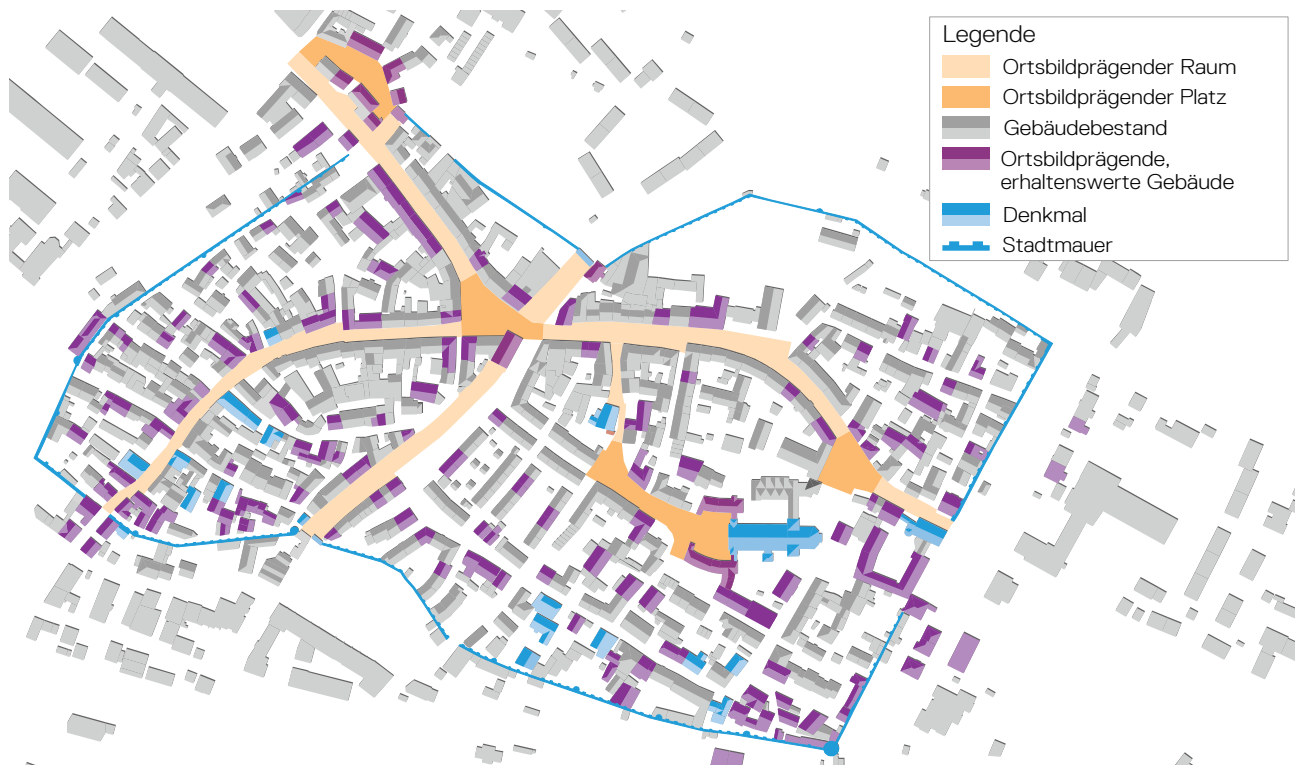 Legende
Ortsbildprägender Raum
Ortsbildprägender Platz
Gebäudebestand
Ortsbildprägende,
erhaltenswerte Gebäude
Denkmal
Stadtmauer